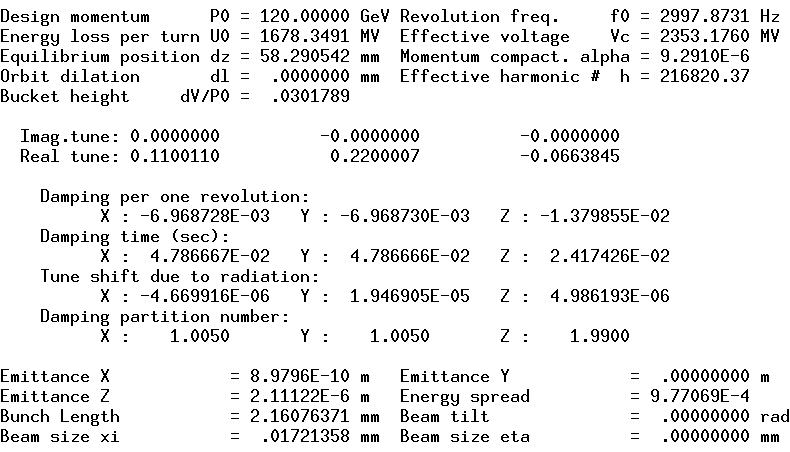 Design momentum      P0 = 120.00000 GeV Revolution freq.     f0 = 2997.8731 Hz
Energy loss per turn U0 = 1678.3491 MV  Effective voltage    Vc = 2353.1760 MV
Equilibrium position dz = 58.290542 mm  Momentum compact. alpha = 9.2910E-6
Orbit dilation       dl =  .0000000 mm  Effective harmonic #  h = 216820.37
Bucket height     dV/P0 =  .0301789
Imag.tune: 0.0000000          -0.0000000          -0.0000000
Real tune: 0.1100110           0.2200007          -0.0663845
Damping per one revolution:
X : -6.968728E-03   Y : -6.968730E-03   Z : -1.379855E-02
Damping time (sec):
X :  4.786667E-02   Y :  4.786666E-02   Z :  2.417426E-02
Tune shift due to radiation:
X : -4.669916E-06   Y :  1.946905E-05   Z :  4.986193E-06
Damping partition number:
X :    1.0050       Y :    1.0050       Z :    1.9900
Emittance X            = 8.9796E-10 m   Emittance Y            =  .00000000 m
Emittance Z            = 2.11122E-6 m   Energy spread          = 9.77069E-4
Bunch Length           = 2.16076371 mm  Beam tilt              =  .00000000 rad
Beam size xi           =  .01721358 mm  Beam size eta          =  .00000000 mm